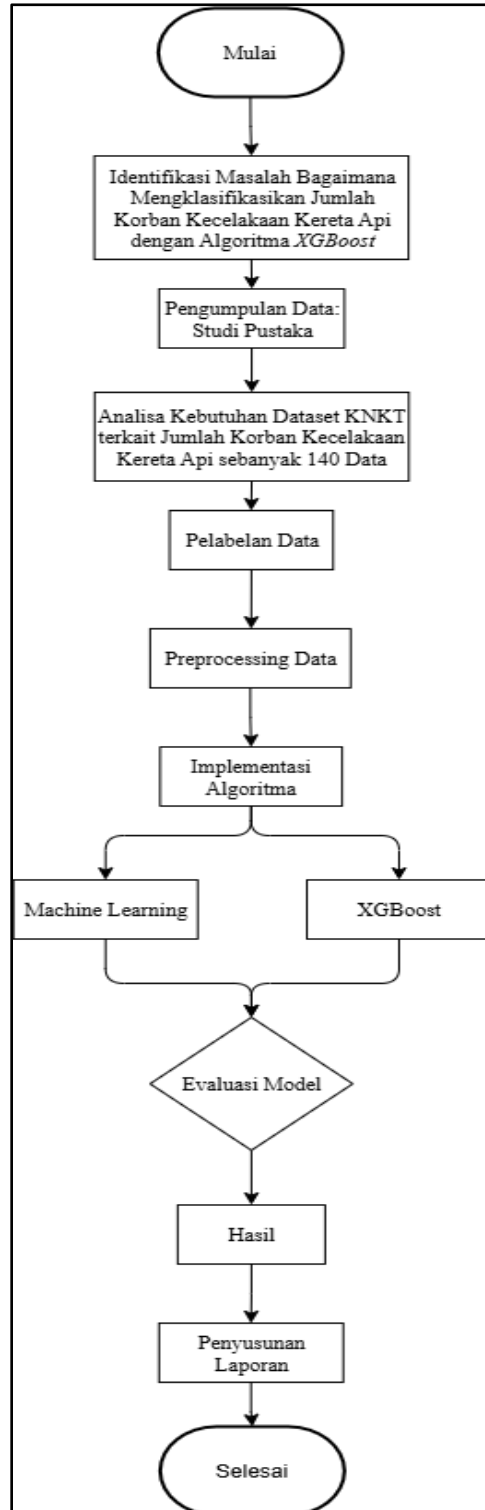 Mulai
Identifikasi Masalah Bagaimana
Mengklasifikasikan Jumlah
Korban Kecelakaan Kereta Api
dengan Algoritma XGBoost
Pengumpulan Data:
Studi Pustaka
Analisa Kebutuhan Dataset KNKT
terkait Jumlah Korban Kecelakaan
Kereta Api sebanyak 140 Data
Pelabelan Data
Preprocessing Data
Implementasi
Algoritma
Machine Learning
XGBoost
Evaluasi Model
Hasil
Penyusunan
Laporan
Selesai